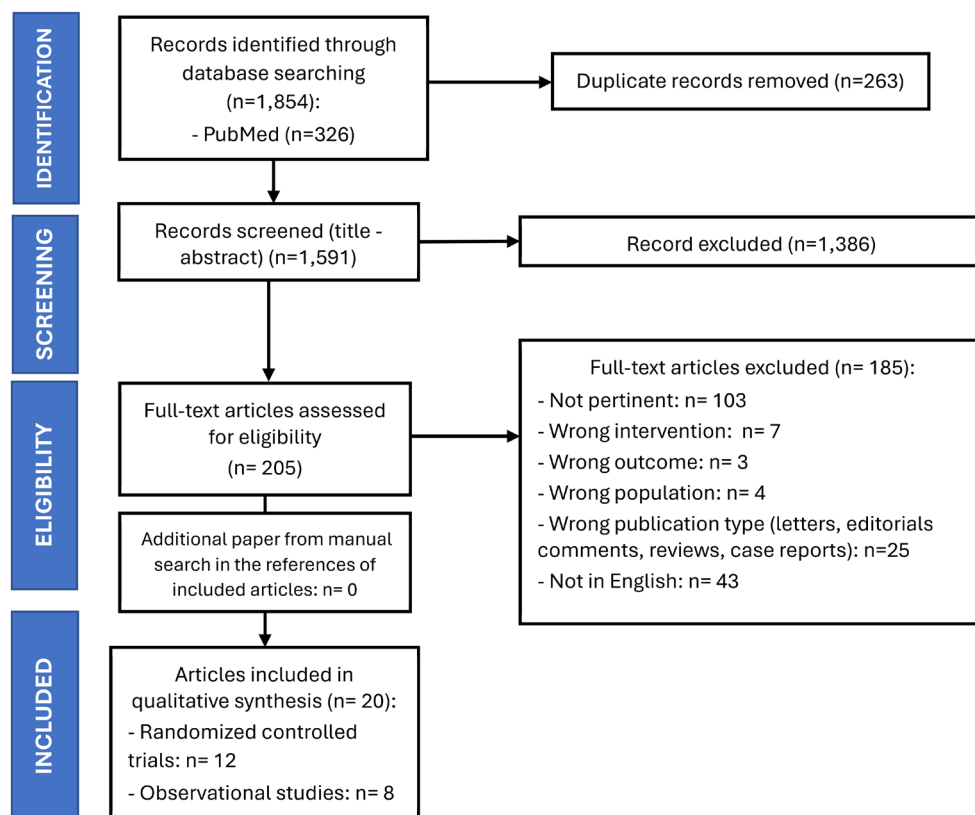 IDENTIFICATION
Records identified through
database searching
(n=1,854):
- PubMed (n=326)
Duplicate records removed (n=263)
SCREENING
Records screened (title -
abstract) (n=1,591)
Record excluded (n=1,386)
ELIGIBILITY
Full-text articles assessed
for eligibility
(n= 205)
Full-text articles excluded (n= 185):
- Not pertinent: n= 103
- Wrong intervention:  n= 7
- Wrong outcome: n= 3
- Wrong population: n= 4
- Wrong publication type (letters, editorials
comments, reviews, case reports): n=25
- Not in English: n= 43
Additional paper from manual
search in the references of
included articles: n= 0
INCLUDED
Articles included in
qualitative synthesis (n= 20):
- Randomized controlled
trials: n= 12
- Observational studies: n= 8